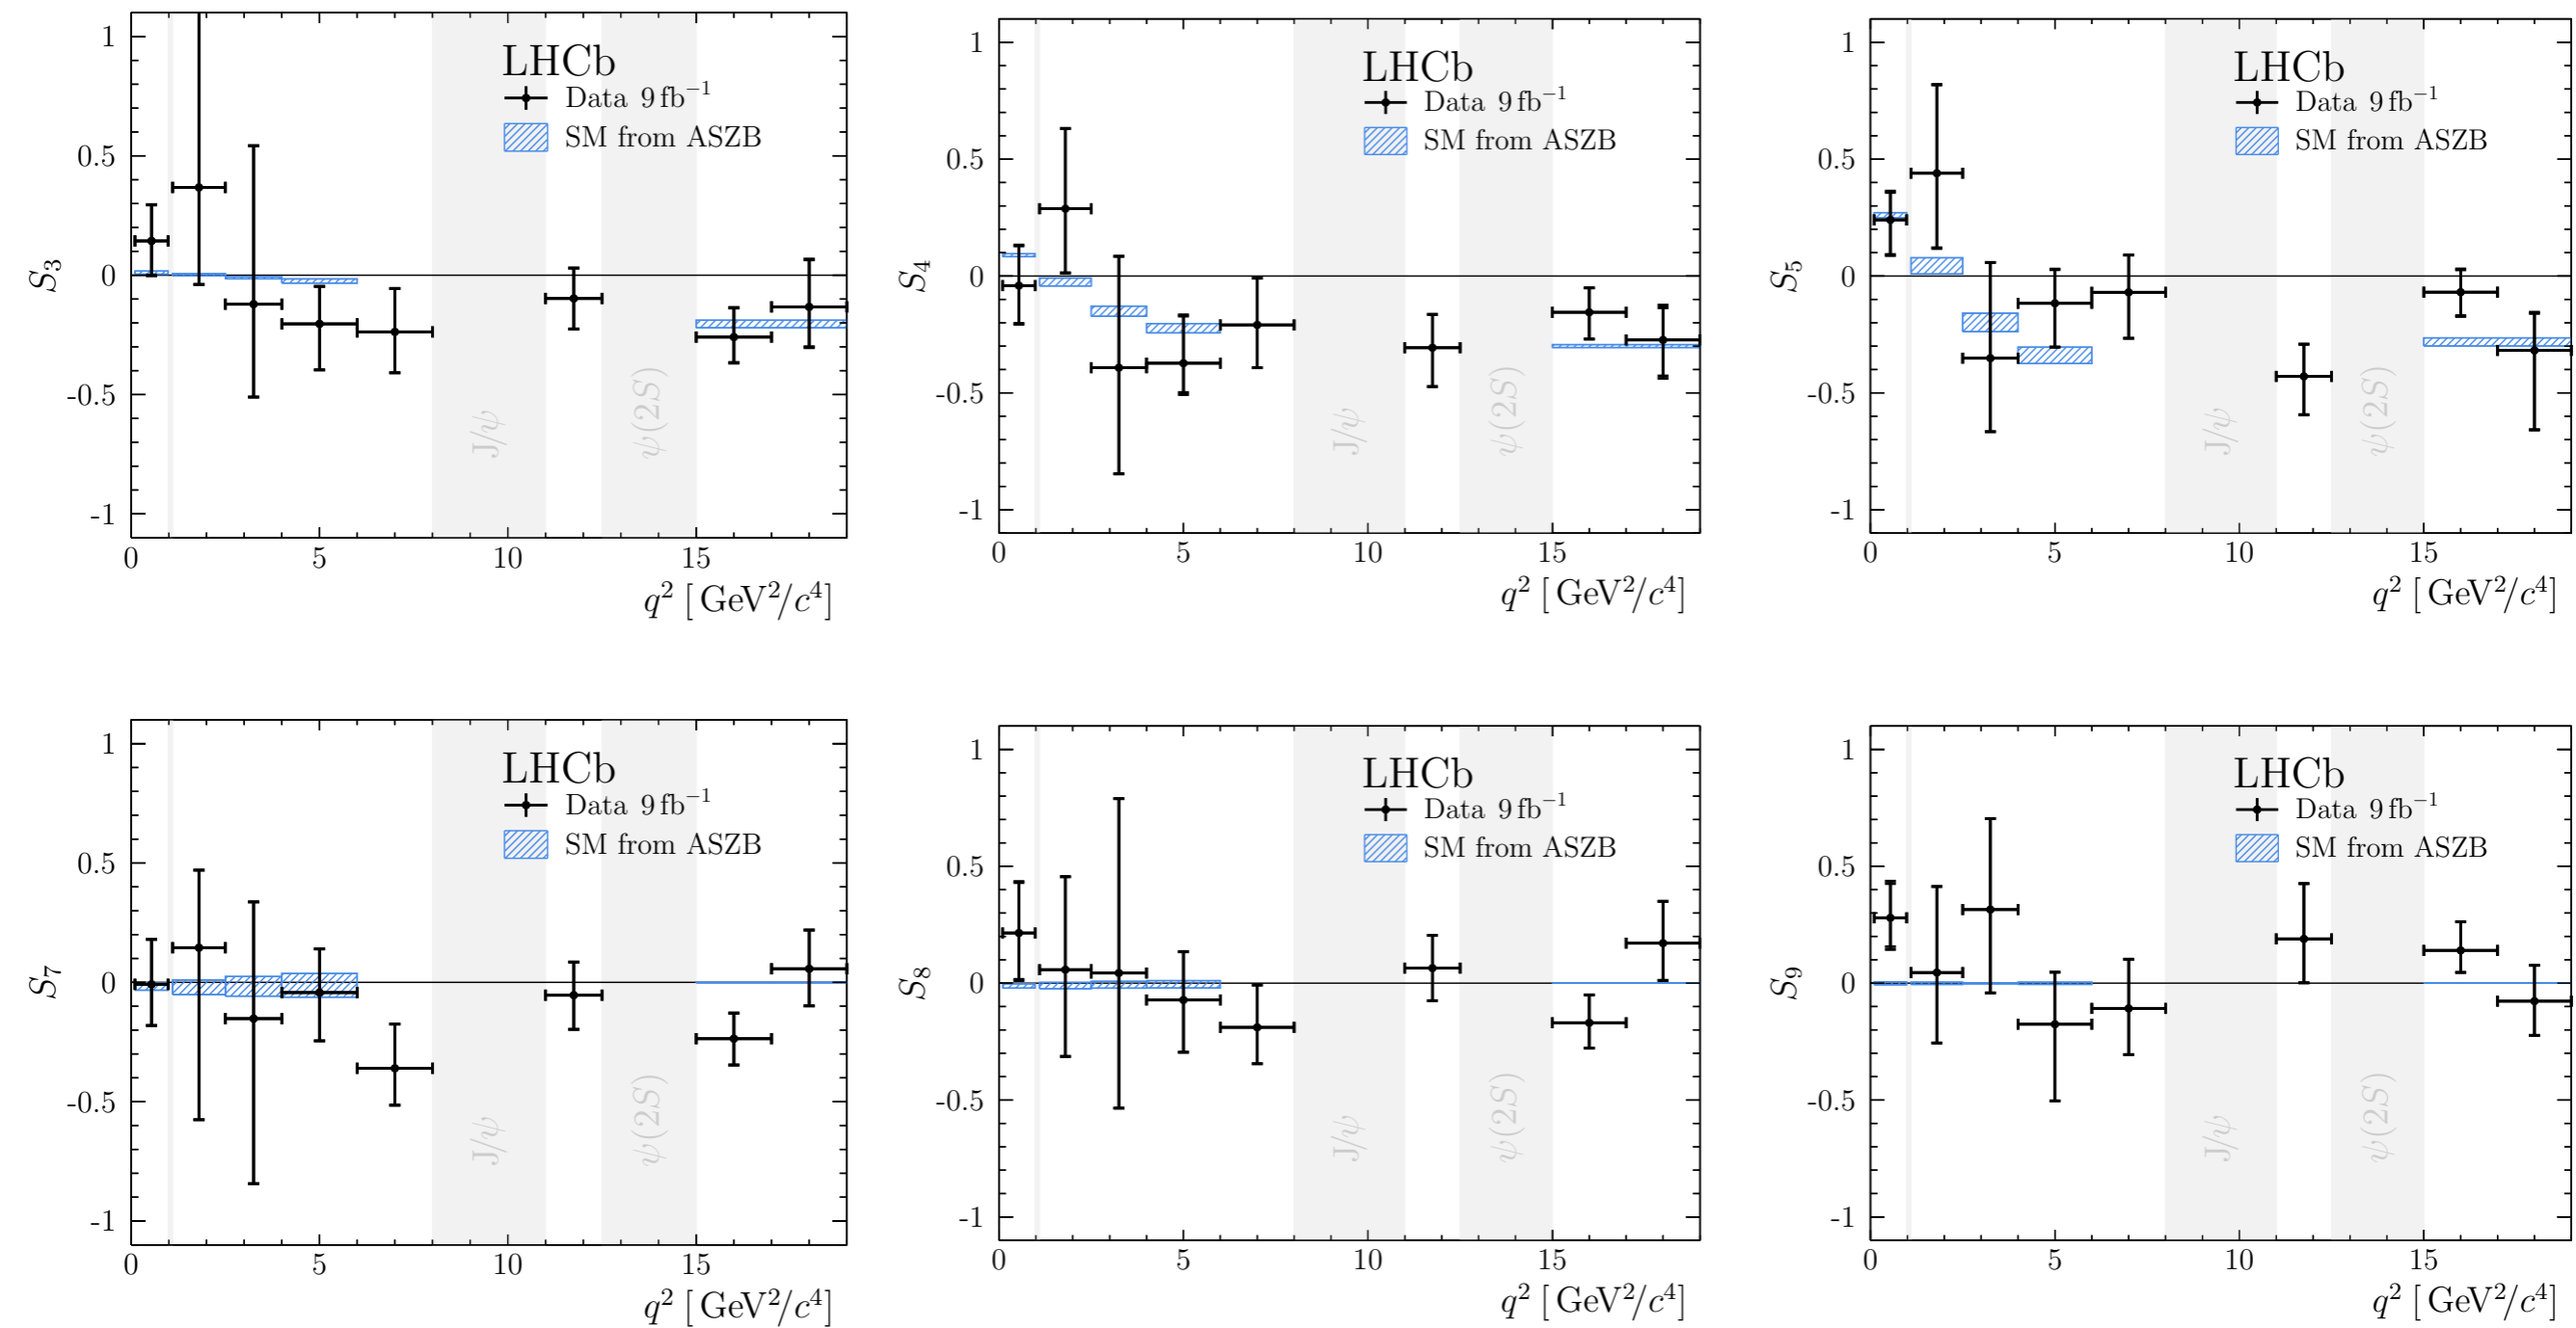 1
0.5
0
-0.5
-1
S₃
LHCb
Data 9 fb⁻¹
SM from ASZB
J/ψ
ψ(2S)
0 5 10 15
q² [GeV²/c⁴]
1
0.5
0
-0.5
-1
S₄
LHCb
Data 9 fb⁻¹
SM from ASZB
J/ψ
ψ(2S)
0 5 10 15
q² [GeV²/c⁴]
1
0.5
0
-0.5
-1
S₅
LHCb
Data 9 fb⁻¹
SM from ASZB
J/ψ
ψ(2S)
0 5 10 15
q² [GeV²/c⁴]
1
0.5
0
-0.5
-1
S₇
LHCb
Data 9 fb⁻¹
SM from ASZB
J/ψ
ψ(2S)
0 5 10 15
q² [GeV²/c⁴]
1
0.5
0
-0.5
-1
S₈
LHCb
Data 9 fb⁻¹
SM from ASZB
J/ψ
ψ(2S)
0 5 10 15
q² [GeV²/c⁴]
1
0.5
0
-0.5
-1
S₉
LHCb
Data 9 fb⁻¹
SM from ASZB
J/ψ
ψ(2S)
0 5 10 15
q² [GeV²/c⁴]